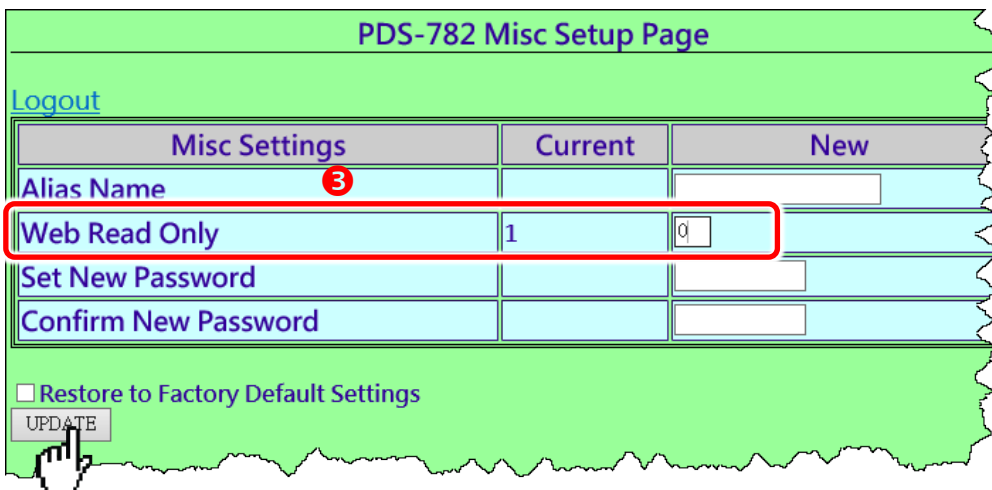 PDS-782 Misc Setup Page
Logout
Misc Settings Current New
3
Alias Name
Web Read Only 1 0
Set New Password
Confirm New Password
Restore to Factory Default Settings
UPDATE